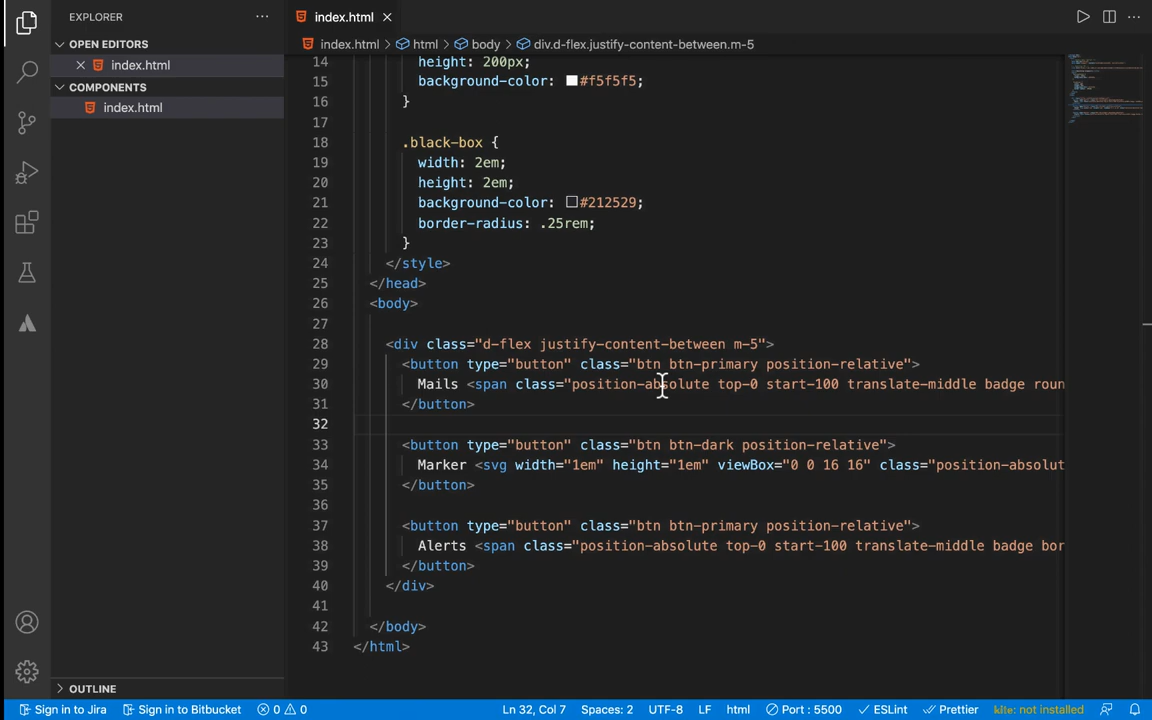 EXPLORER
OPEN EDITORS
index.html
COMPONENTS
index.html
OUTLINE
index.html
index.html > html > body > div.d-flex.justify-content-between.m-5
14 height: 200px;
15 background-color: #f5f5f5;
16 }
17
18 .black-box {
19 width: 2em;
20 height: 2em;
21 background-color: #212529;
22 border-radius: .25rem;
23 }
24 </style>
25 </head>
26 <body>
27
28 <div class="d-flex justify-content-between m-5">
29 <button type="button" class="btn btn-primary position-relative">
30 Mails <span class="position-absolute top-0 start-100 translate-middle badge roun
31 </button>
32
33 <button type="button" class="btn btn-dark position-relative">
34 Marker <svg width="1em" height="1em" viewBox="0 0 16 16" class="position-absolut
35 </button>
36
37 <button type="button" class="btn btn-primary position-relative">
38 Alerts <span class="position-absolute top-0 start-100 translate-middle badge bor
39 </button>
40 </div>
41
42 </body>
43 </html>
Sign in to Jira Sign in to Bitbucket 0 0 Ln 32, Col 7 Spaces: 2 UTF-8 LF html Port : 5500 ESLint Prettier kite: not installed